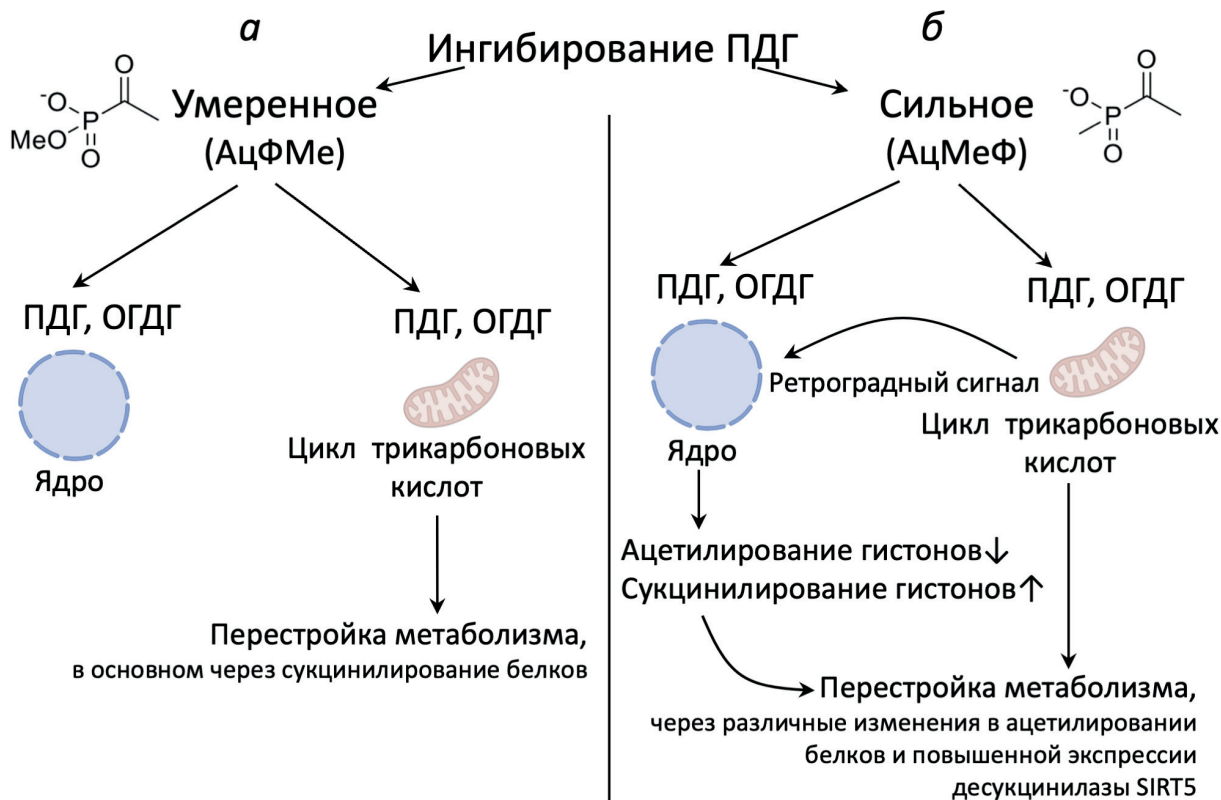 а
б
Ингибирование ПДГ
Умеренное
(АцФМе)
Сильное
(АцМеФ)
O
⁻O
P
MeO
O
O
⁻O
P
O
ПДГ, ОГДГ
ПДГ, ОГДГ
Ядро
Цикл трикарбоновых
кислот
Перестройка метаболизма,
в основном через сукцинилирование белков
ПДГ, ОГДГ
ПДГ, ОГДГ
Ретроградный сигнал
Ядро
Цикл трикарбоновых
кислот
Ацетилирование гистонов↓
Сукцинилирование гистонов↑
Перестройка метаболизма,
через различные изменения в ацетилировании
белков и повышенной экспрессии
десукцинилазы SIRT5